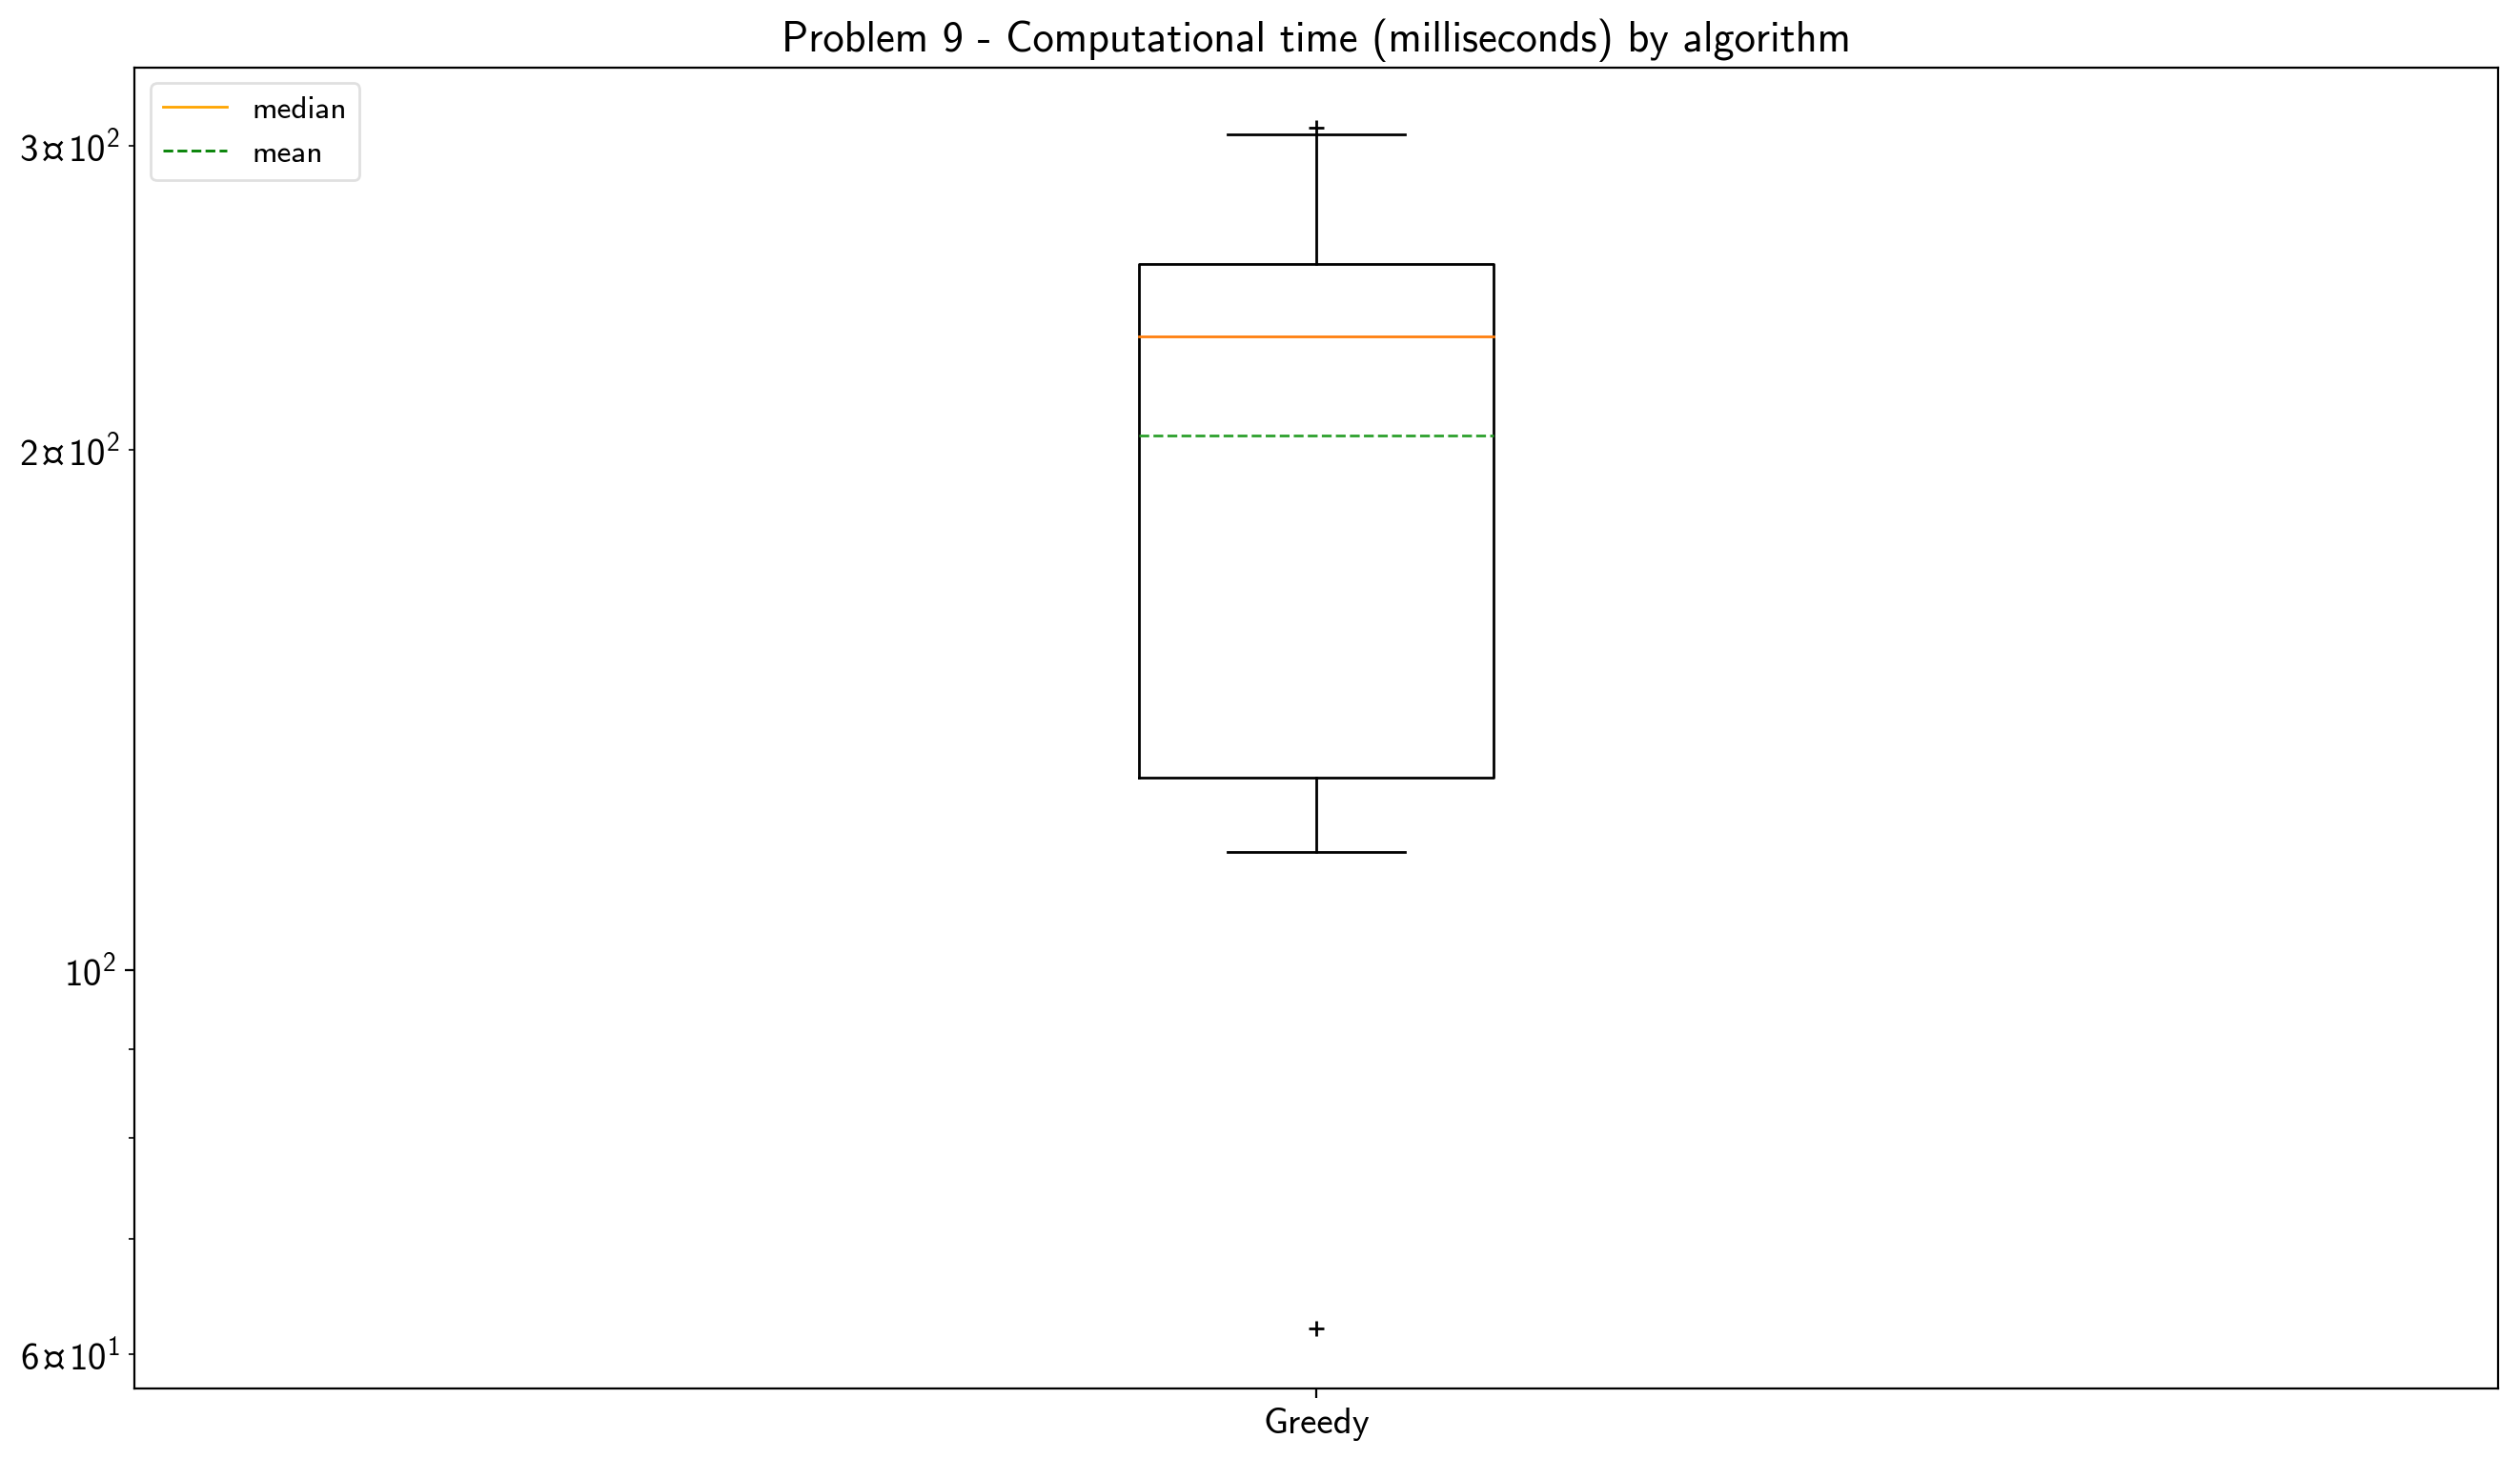 Problem 9 - Computational time (milliseconds) by algorithm
median
mean
3¤10²
2¤10²
10²
6¤10¹
Greedy